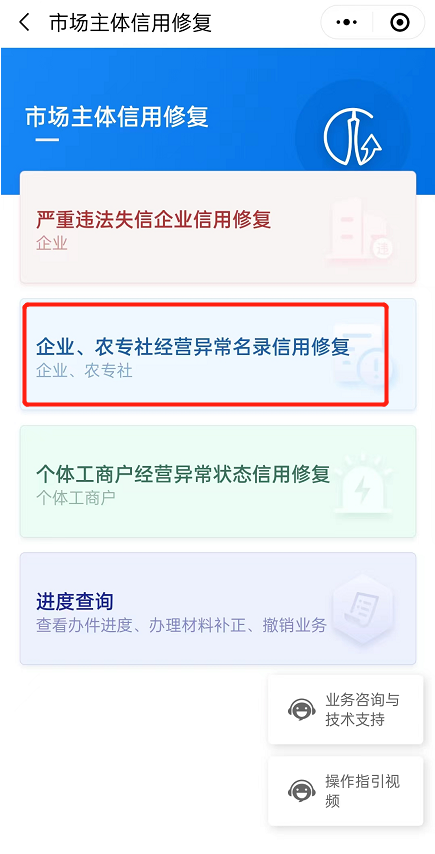 市场主体信用修复
市场主体信用修复
严重违法失信企业信用修复
企业
违
企业、农专社经营异常名录信用修复
企业、农专社
个体工商户经营异常状态信用修复
个体工商户
进度查询
查看办件进度、办理材料补正、撤销业务
业务咨询与
技术支持
操作指引视
频